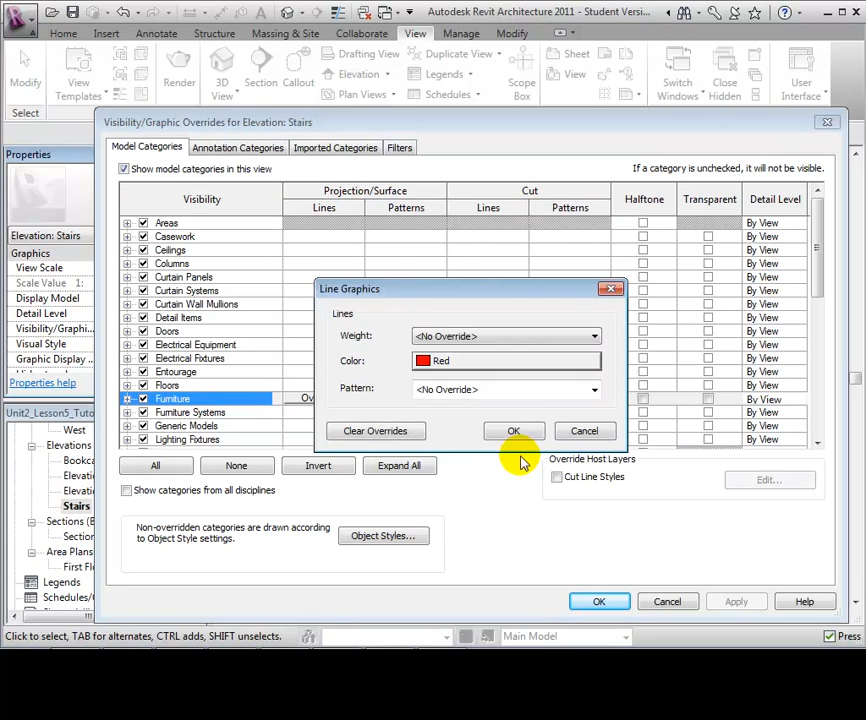 Autodesk Revit Architecture 2011 - Student Versi...
Home Insert Annotate Structure Massing & Site Collaborate View Manage Modify
Modify
View
Templates
Render
3D
View
Section
Callout
Drafting View
Elevation
Plan Views
Duplicate View
Legends
Schedules
Scope
Box
Sheet
View
Switch
Windows
Close
Hidden
User
Interface
Select
Visibility/Graphic Overrides for Elevation: Stairs
Model Categories Annotation Categories Imported Categories Filters
Show model categories in this view
If a category is unchecked, it will not be visible.
Properties
Elevation: Stairs
Graphics
View Scale
Scale Value 1:
Display Model
Detail Level
Visibility/Graphi...
Visual Style
Graphic Display ...
Properties help
Unit2_Lesson5_Tuto
West
Elevations
Bookca
Elevatio
Elevatio
Stairs
Sections (B
Section
Area Plans
First Fl
Legends
Schedules/
Visibility
Projection/Surface
Cut
Halftone
Transparent
Detail Level
Lines Patterns Lines Patterns
Areas By View
Casework By View
Ceilings By View
Columns By View
Curtain Panels By View
Curtain Systems By View
Curtain Wall Mullions By View
Detail Items By View
Doors By View
Electrical Equipment By View
Electrical Fixtures By View
Entourage By View
Floors By View
Furniture Ov By View
Furniture Systems By View
Generic Models By View
Lighting Fixtures By View
Line Graphics
Lines
Weight: <No Override>
Color: Red
Pattern: <No Override>
Clear Overrides OK Cancel
All None Invert Expand All
Show categories from all disciplines
Override Host Layers
Cut Line Styles Edit...
Non-overridden categories are drawn according
to Object Style settings.
Object Styles...
OK Cancel Apply Help
Click to select, TAB for alternates, CTRL adds, SHIFT unselects.
Main Model
Press